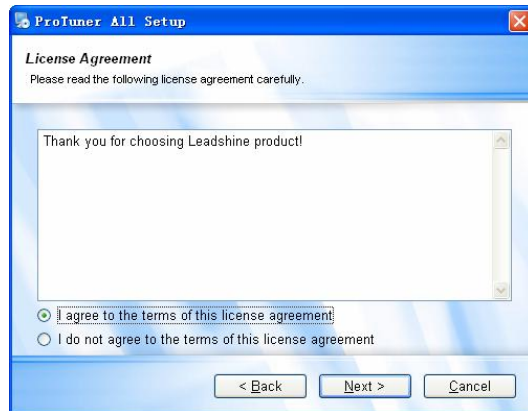 ProTuner All Setup
License Agreement
Please read the following license agreement carefully.
Thank you for choosing Leadshine product!
I agree to the terms of this license agreement
I do not agree to the terms of this license agreement
< Back
Next >
Cancel